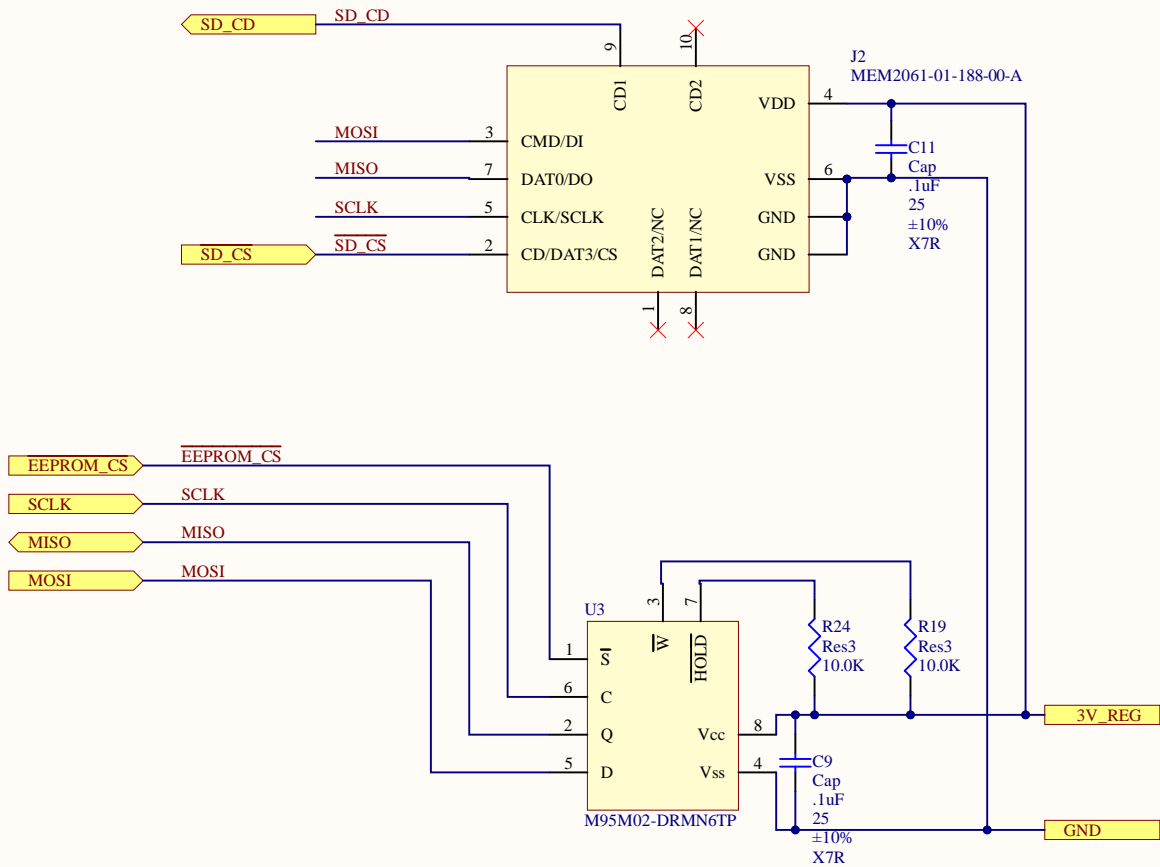 SD_CD
SD_CD
9
10
J2
MEM2061-01-188-00-A
CD1
CD2
VDD
4
MOSI
3
CMD/DI
C11
Cap
.1uF
25
±10%
X7R
MISO
7
DAT0/DO
VSS
6
SCLK
5
CLK/SCLK
GND
SD_CS
SD_CS
2
CD/DAT3/CS
DAT2/NC
DAT1/NC
GND
1
8
EEPROM_CS
EEPROM_CS
SCLK
SCLK
MISO
MISO
MOSI
MOSI
U3
3
7
W
HOLD
R24
Res3
10.0K
R19
Res3
10.0K
1
S
6
C
2
Q
Vcc
8
5
D
Vss
4
3V_REG
C9
Cap
.1uF
25
±10%
X7R
M95M02-DRMN6TP
GND